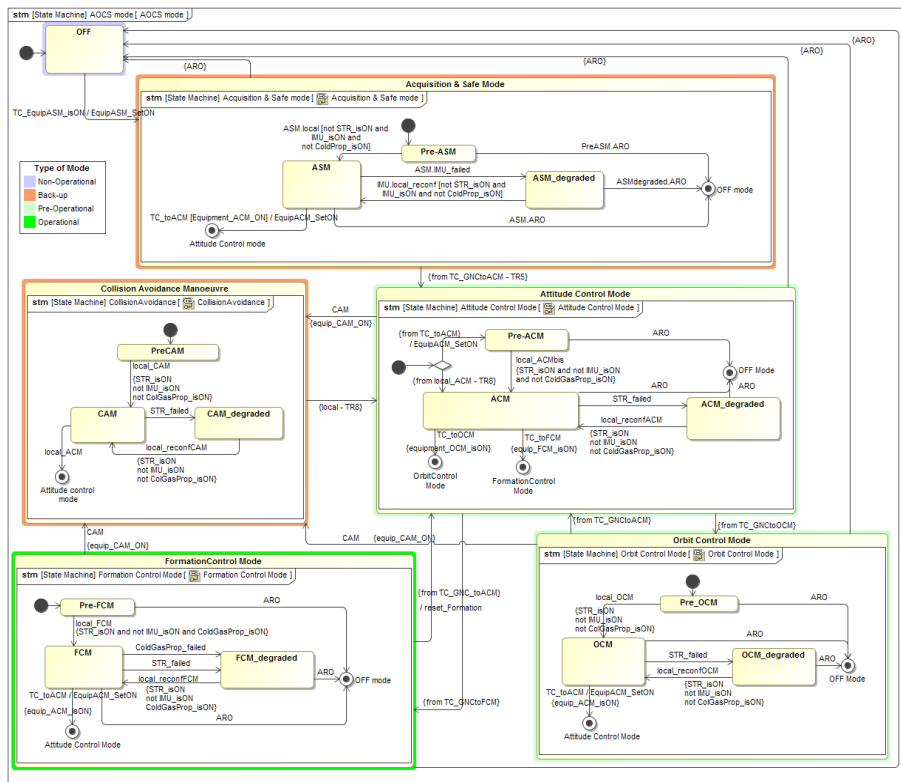 stm [State Machine] AOCS mode [ AOCS mode ]
OFF
{ARO}
{ARO}
{ARO}
{ARO}
TC_EquipASM_isON / EquipASM_SetON
Type of Mode
Non-Operational
Back-up
Pre-Operational
Operational
Acquisition & Safe Mode
stm [State Machine] Acquisition & Safe mode [ Acquisition & Safe mode ]
ASM.local [not STR_isON and
IMU_isON and
not ColdProp_isON]
Pre-ASM
PreASM.ARO
ASM
ASM.IMU_failed
ASM_degraded
IMU.local_reconf [not STR_isON and
IMU_isON and not ColdProp_isON]
ASMdegraded.ARO
OFF mode
TC_toACM [Equipment_ACM_ON] / EquipACM_SetON
ASM.ARO
Attitude Control mode
{from TC_GNCtoACM - TR5}
Collision Avoidance Manoeuvre
stm [State Machine] CollisionAvoidance [ CollisionAvoidance ]
PreCAM
local_CAM
{STR_isON
not IMU_isON
not ColGasProp_isON}
CAM
STR_failed
CAM_degraded
local_reconfCAM
{STR_isON
not IMU_isON
not ColGasProp_isON}
local_ACM
Attitude control
mode
CAM
{equip_CAM_ON}
{local - TR8}
Attitude Control Mode
stm [State Machine] Attitude Control Mode [ Attitude Control Mode ]
{from TC_toACM}
/ EquipACM_SetON
Pre-ACM
ARO
local_ACMbis
{STR_isON and not IMU_isON
and not ColdGasProp_isON}
OFF Mode
{from local_ACM - TR8}
ARO
ARO
ACM
STR_failed
ACM_degraded
local_reconfACM
{STR_isON
not IMU_isON
not ColdGasProp_isON}
TC_toOCM
{equipment_OCM_isON}
TC_toFCM
{equip_FCM_isON}
OrbitControl
Mode
FormationControl
Mode
CAM
{equip_CAM_ON}
CAM {equip_CAM_ON}
{from TC_GNCtoACM}
{from TC_GNCtoOCM}
FormationControl Mode
stm [State Machine] Formation Control Mode [ Formation Control Mode ]
Pre-FCM
ARO
local_FCM
{STR_isON and not IMU_isON and ColdGasProp_isON}
FCM
ColdGasProp_failed
STR_failed
FCM_degraded
local_reconfFCM
{STR_isON
not IMU_isON
ColdGasProp_isON}
ARO
OFF mode
TC_toACM / EquipACM_SetON
{equip_ACM_isON}
ARO
Attitude Control Mode
{from TC_GNC_toACM}
/ reset_Formation
{from TC_GNCtoFCM}
Orbit Control Mode
stm [State Machine] Orbit Control Mode [ Orbit Control Mode ]
local_OCM
Pre_OCM
ARO
{STR_isON
not IMU_isON
not ColGasProp_isON}
ARO
OCM
STR_failed
OCM_degraded
local_reconfOCM
{STR_isON
not IMU_isON
not ColGasProp_isON}
ARO
OFF Mode
TC_toACM / EquipACM_SetON
{equip_ACM_isON}
Attitude Control Mode